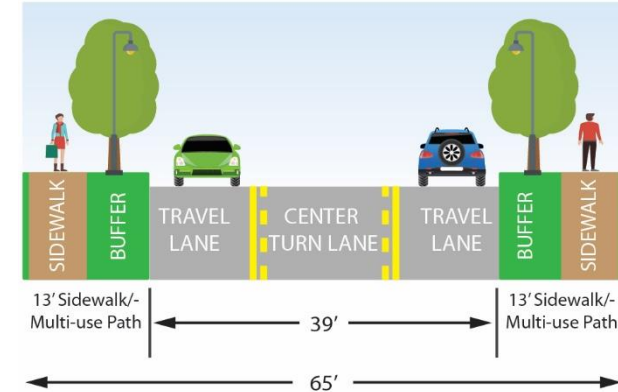 SIDEWALK
BUFFER
TRAVEL
LANE
CENTER
TURN LANE
TRAVEL
LANE
BUFFER
SIDEWALK
13' Sidewalk/-
Multi-use Path
39'
13' Sidewalk/-
Multi-use Path
65'